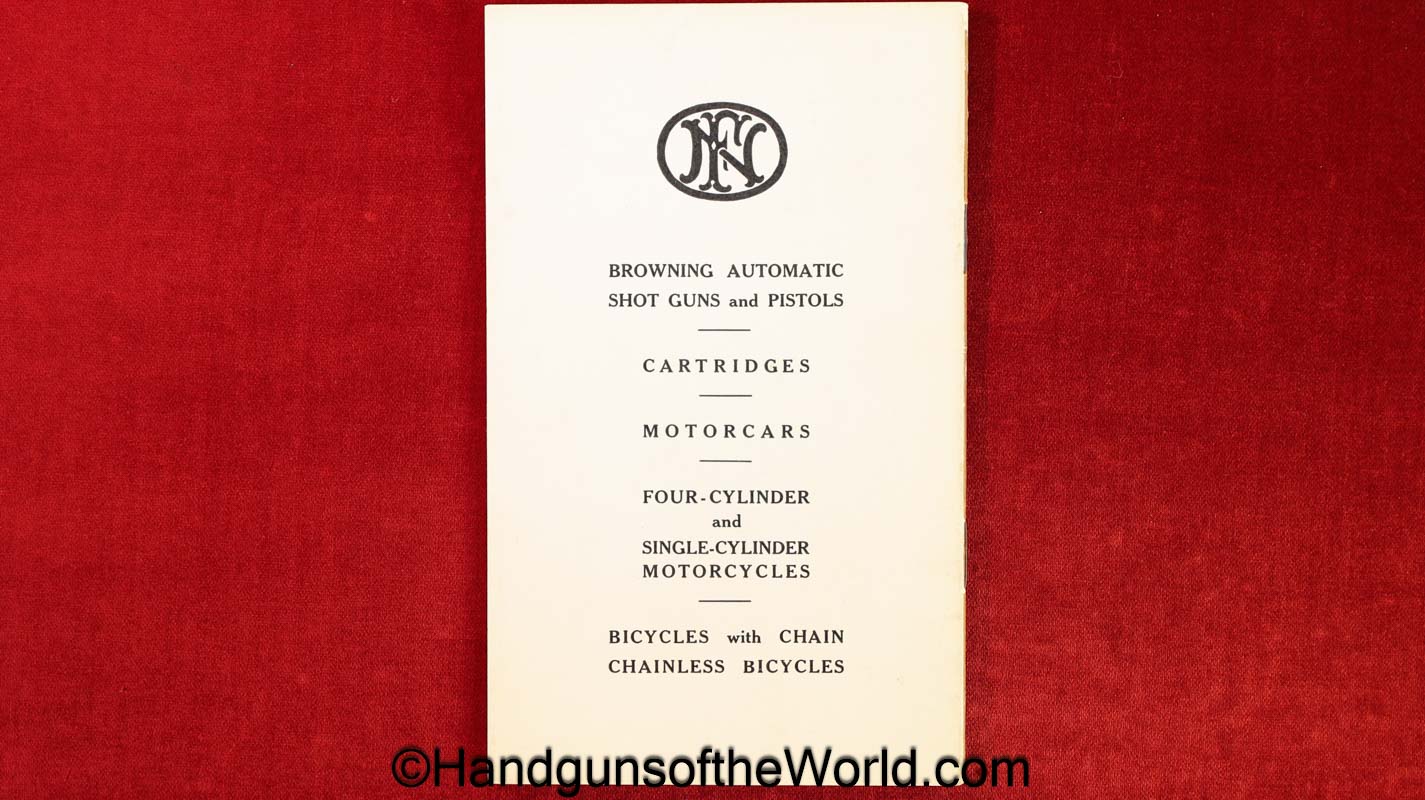 FN
BROWNING AUTOMATIC
SHOT GUNS and PISTOLS
CARTRIDGES
MOTORCARS
FOUR-CYLINDER
and
SINGLE-CYLINDER
MOTORCYCLES
BICYCLES with CHAIN
CHAINLESS BICYCLES
©HandgunsoftheWorld.com